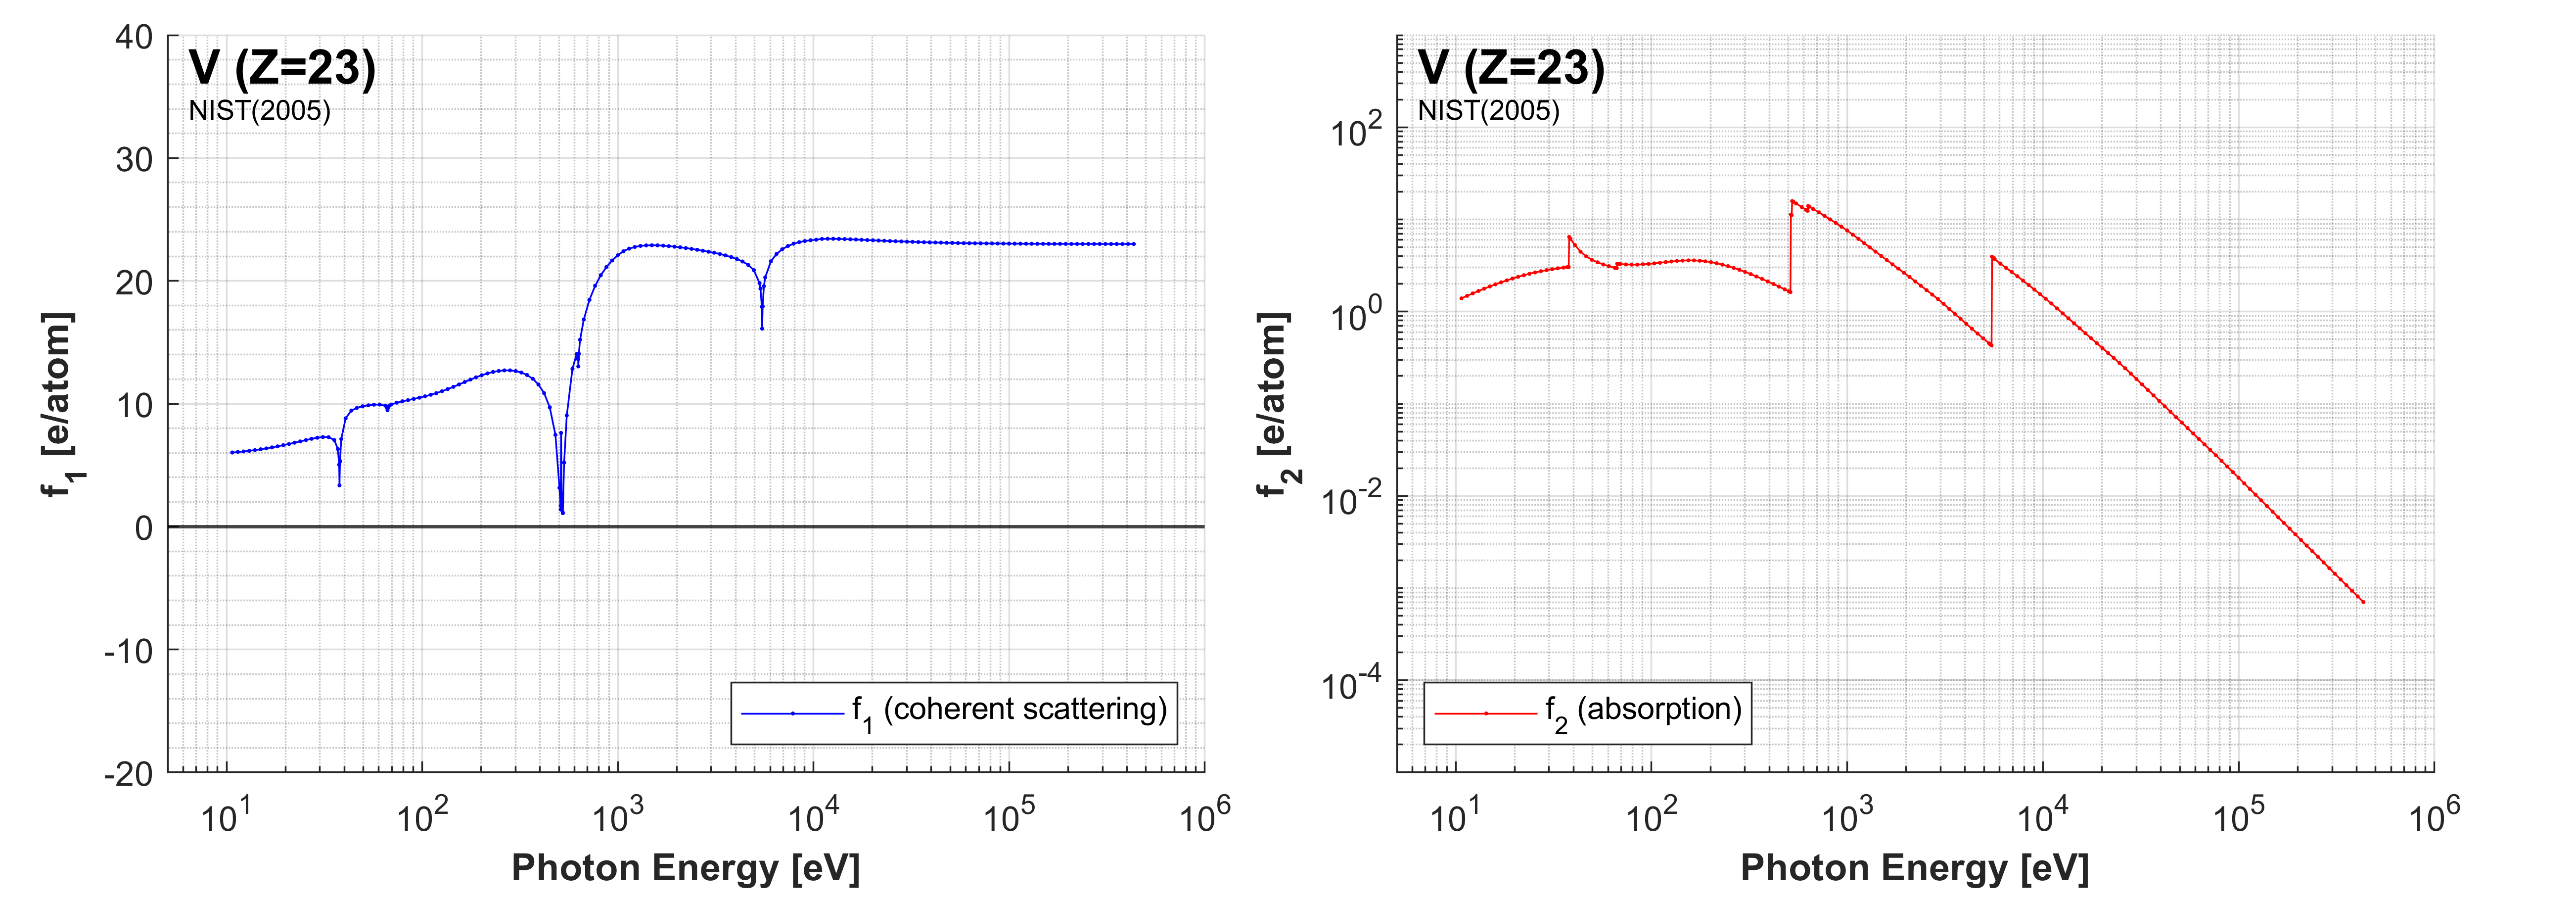 V (Z=23)
NIST(2005)
40
30
20
10
0
-10
-20
f1 [e/atom]
10^1
10^2
10^3
10^4
10^5
10^6
Photon Energy [eV]
f1 (coherent scattering)
V (Z=23)
NIST(2005)
10^2
10^0
10^-2
10^-4
f2 [e/atom]
10^1
10^2
10^3
10^4
10^5
10^6
Photon Energy [eV]
f2 (absorption)